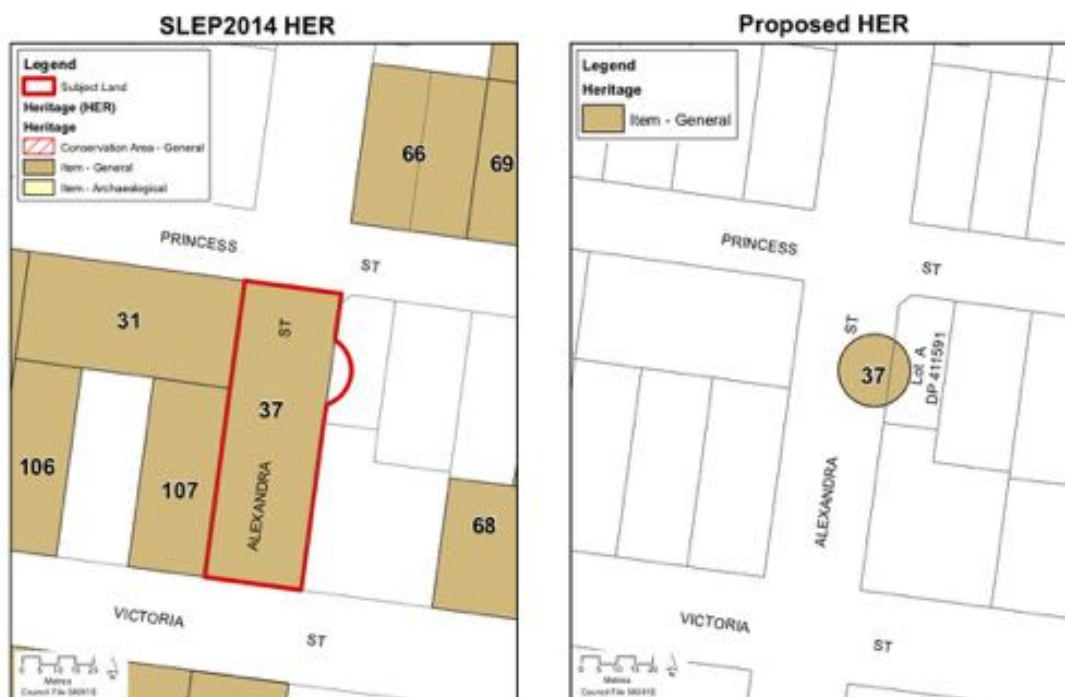 SLEP2014 HER
Legend
Subject Land
Heritage (HER)
Heritage
Conservation Area - General
Item - General
Item - Archaeological
66
69
PRINCESS
ST
31
ST
37
106
107
ALEXANDRA
68
VICTORIA
ST
Metres
Proposed HER
Legend
Heritage
Item - General
PRINCESS
ST
ST
37
Lot A
DP 411591
ALEXANDRA
VICTORIA
ST
Metres